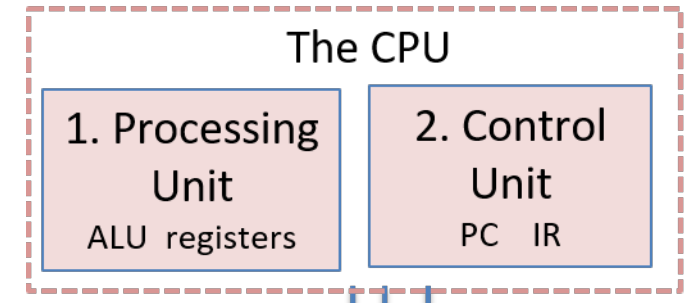 The CPU
1. Processing
Unit
ALU registers
2. Control
Unit
PC IR